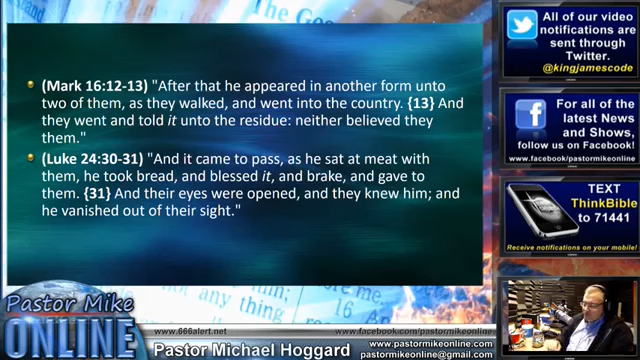 (Mark 16:12-13) "After that he appeared in another form unto
two of them, as they walked, and went into the country. {13} And
they went and told it unto the residue: neither believed they
them."
(Luke 24:30-31) "And it came to pass, as he sat at meat with
them, he took bread, and blessed it, and brake, and gave to
them. {31} And their eyes were opened, and they knew him; and
he vanished out of their sight."
All of our video
notifications are
sent through
Twitter.
@kingjamescode
For all of the
latest News
and Shows,
follow us on Facebook!
www.facebook/pastormikeonline
TEXT
ThinkBible
to 71441
Receive notifications on your mobile!
Pastor Mike
ONLINE
www.666alert.net
www.facebook.com/pastormikeonline
Pastor Michael Hoggard
www.pastormikeonline.com
pastormikeonline@gmail.com